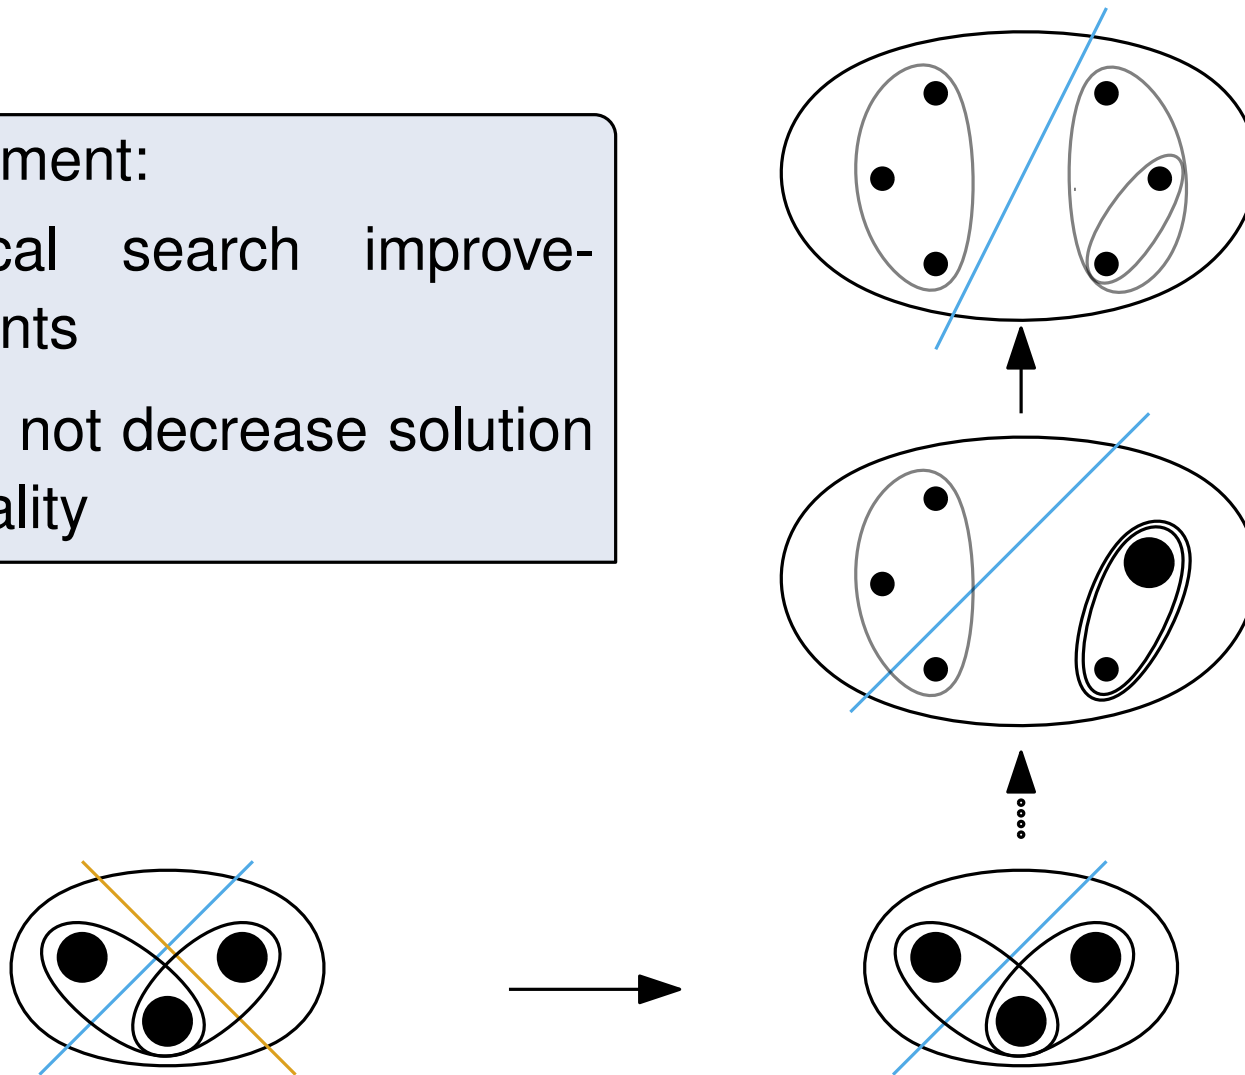 ment:
cal search improve-
nts
not decrease solution
ality